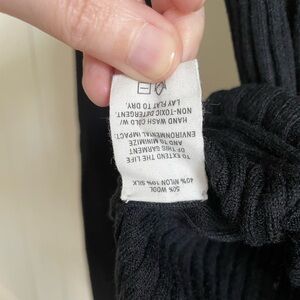 50% WOOL
40% NILON 10% SILK
TO EXTEND THE LIFE
OF THIS GARMENT
AND TO MINIMIZE
ENVIRONMENTAL IMPACT:
HAND WASH COLD W/
NON-TOXIC DETERGENT.
LAY FLAT TO DRY.